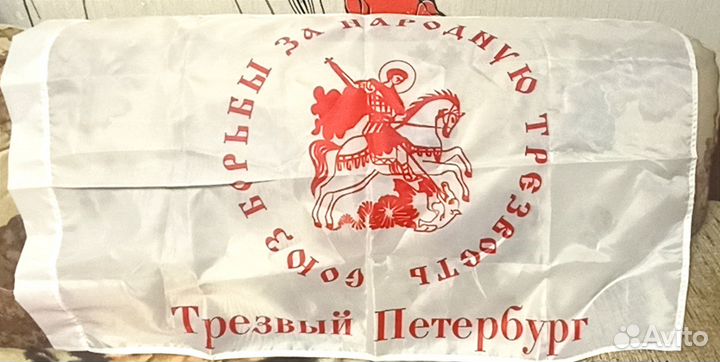 СОЮЗ БОРЬБЫ ЗА НАРОДНУЮ ТРЕЗВОСТЬ
Трезвый Петербург
Avito